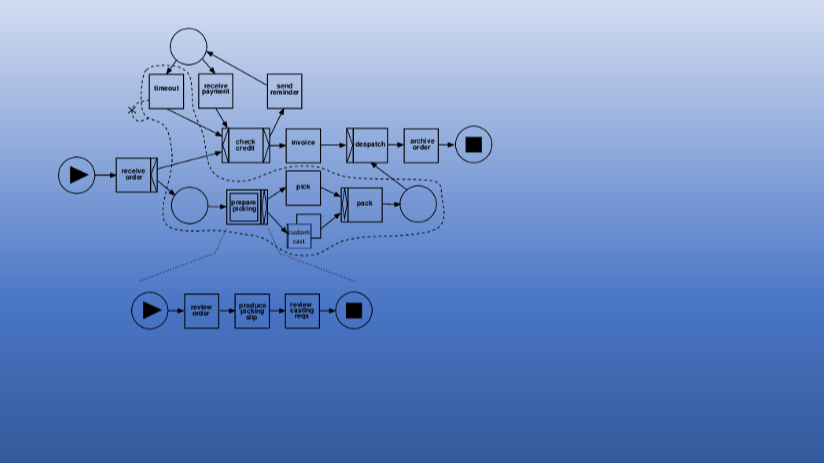 timeout
receive
payment
send
reminder
check
credit
invoice
despatch
archive
order
receive
order
prepare
picking
pick
pack
custom
cast
review
order
produce
picking
slip
review
casting
reqs